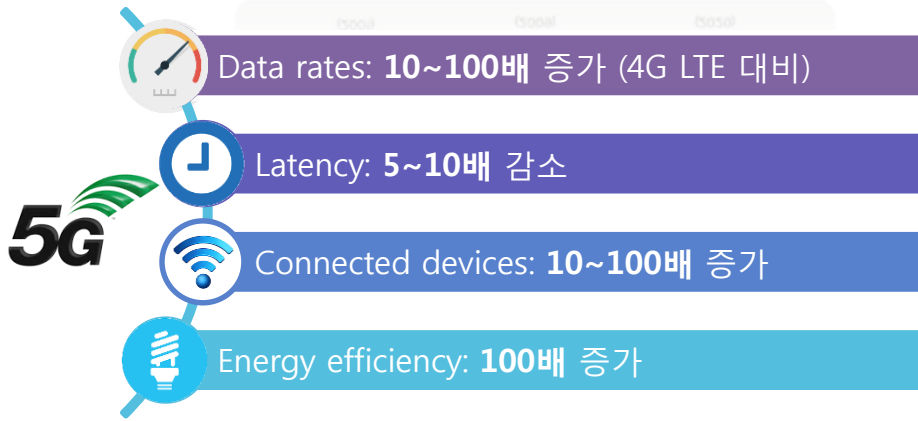 Data rates: 10~100배 증가 (4G LTE 대비)
Latency: 5~10배 감소
5G
Connected devices: 10~100배 증가
Energy efficiency: 100배 증가